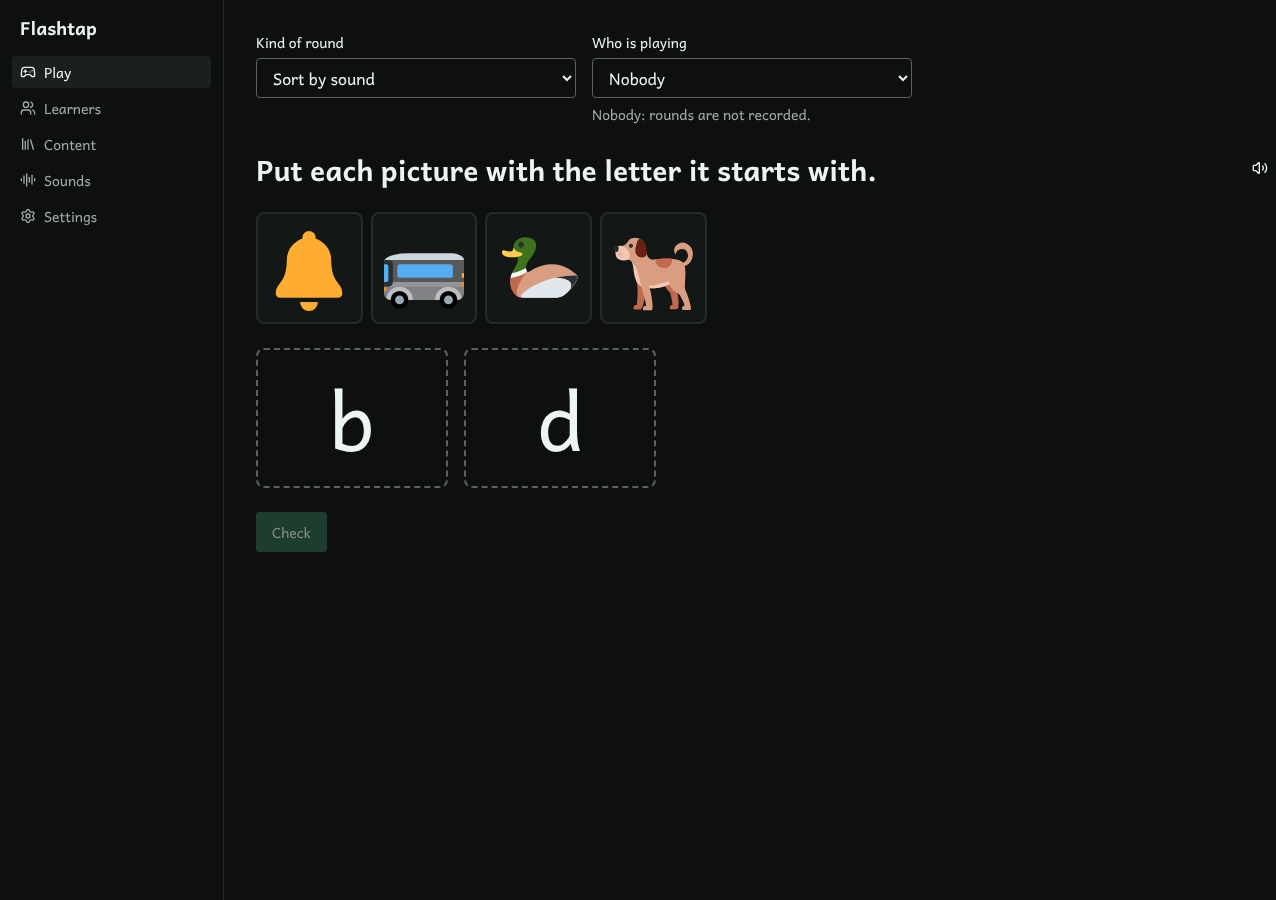 Flashtap
Play
Learners
Content
Sounds
Settings
Kind of round
Sort by sound
Who is playing
Nobody
Nobody: rounds are not recorded.
Put each picture with the letter it starts with.
b
d
Check